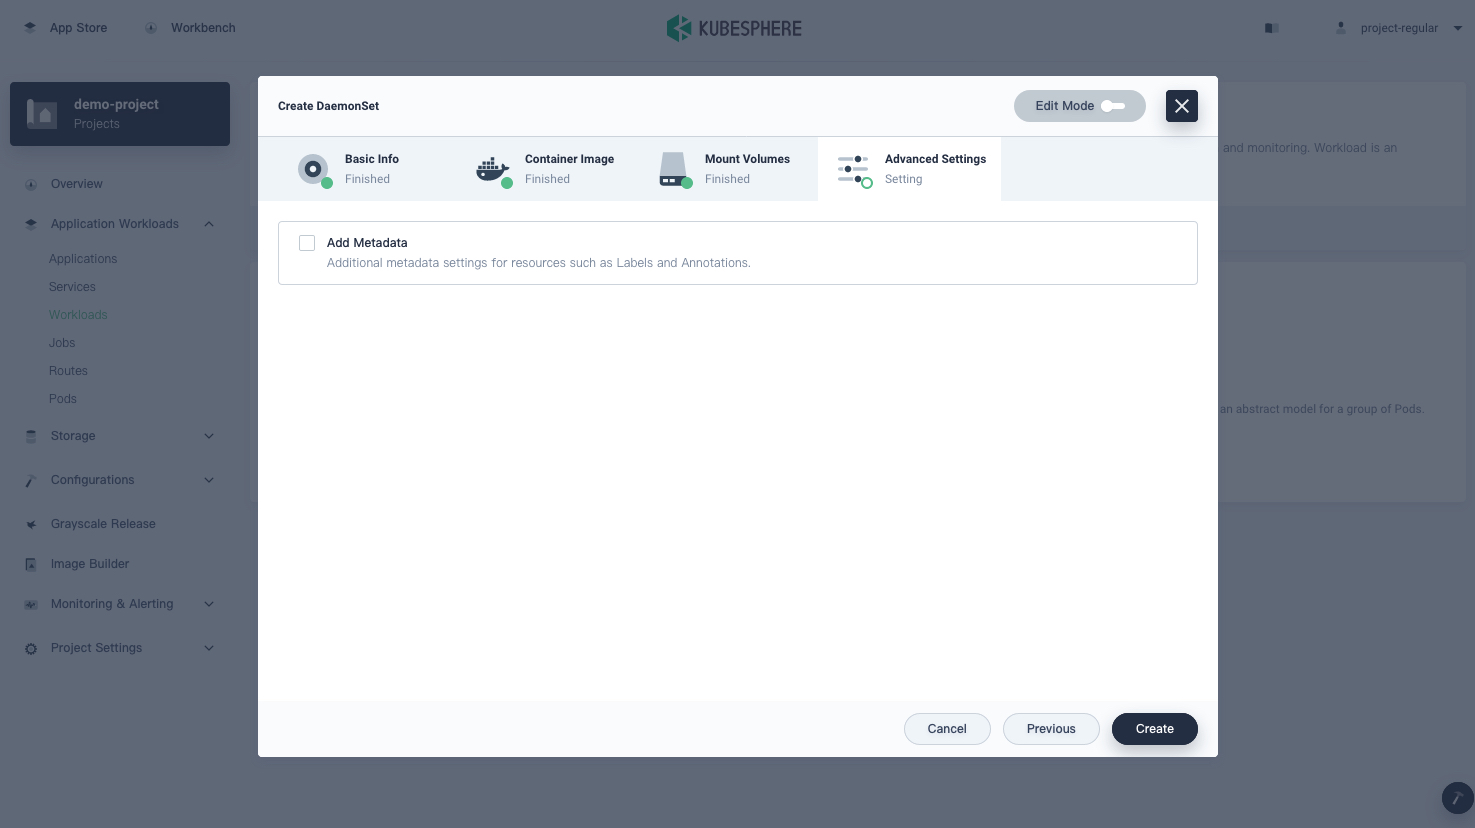 App Store
Workbench
KUBESPHERE
project-regular
demo-project
Projects
Overview
Application Workloads
Applications
Services
Workloads
Jobs
Routes
Pods
Storage
Configurations
Grayscale Release
Image Builder
Monitoring & Alerting
Project Settings
Create DaemonSet
Edit Mode
Basic Info
Finished
Container Image
Finished
Mount Volumes
Finished
Advanced Settings
Setting
Add Metadata
Additional metadata settings for resources such as Labels and Annotations.
and monitoring. Workload is an
an abstract model for a group of Pods.
Cancel
Previous
Create